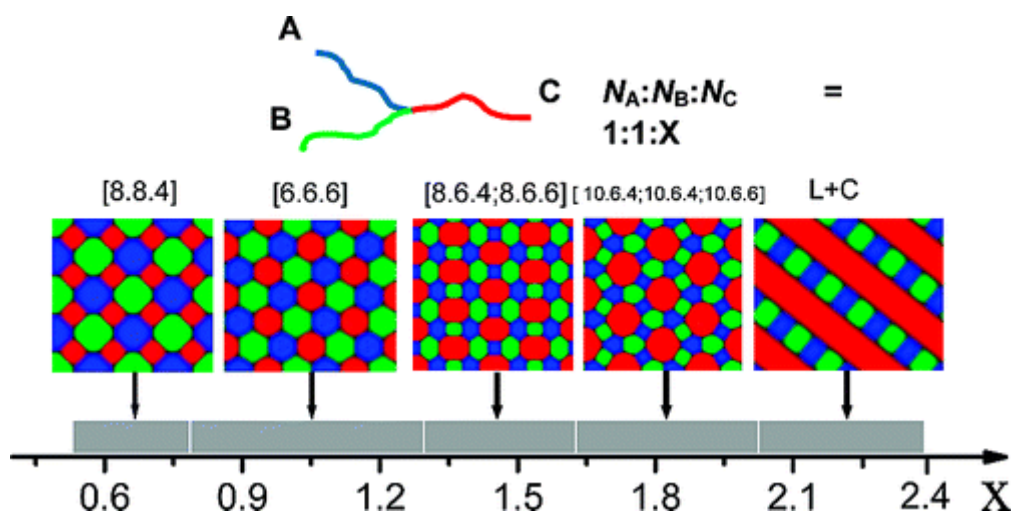 A
B
C
NA:NB:NC =
1:1:X
[8.8.4]
[6.6.6]
[8.6.4;8.6.6]
[ 10.6.4;10.6.4;10.6.6]
L+C
0.6 0.9 1.2 1.5 1.8 2.1 2.4 X